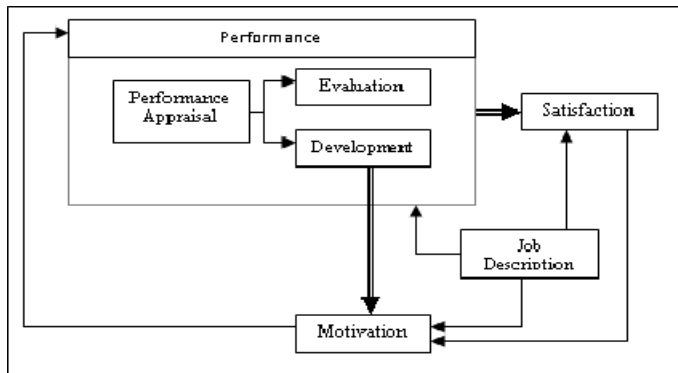 Performance
Evaluation
Performance
Appraisal
Satisfaction
Development
Job
Description
Motivation